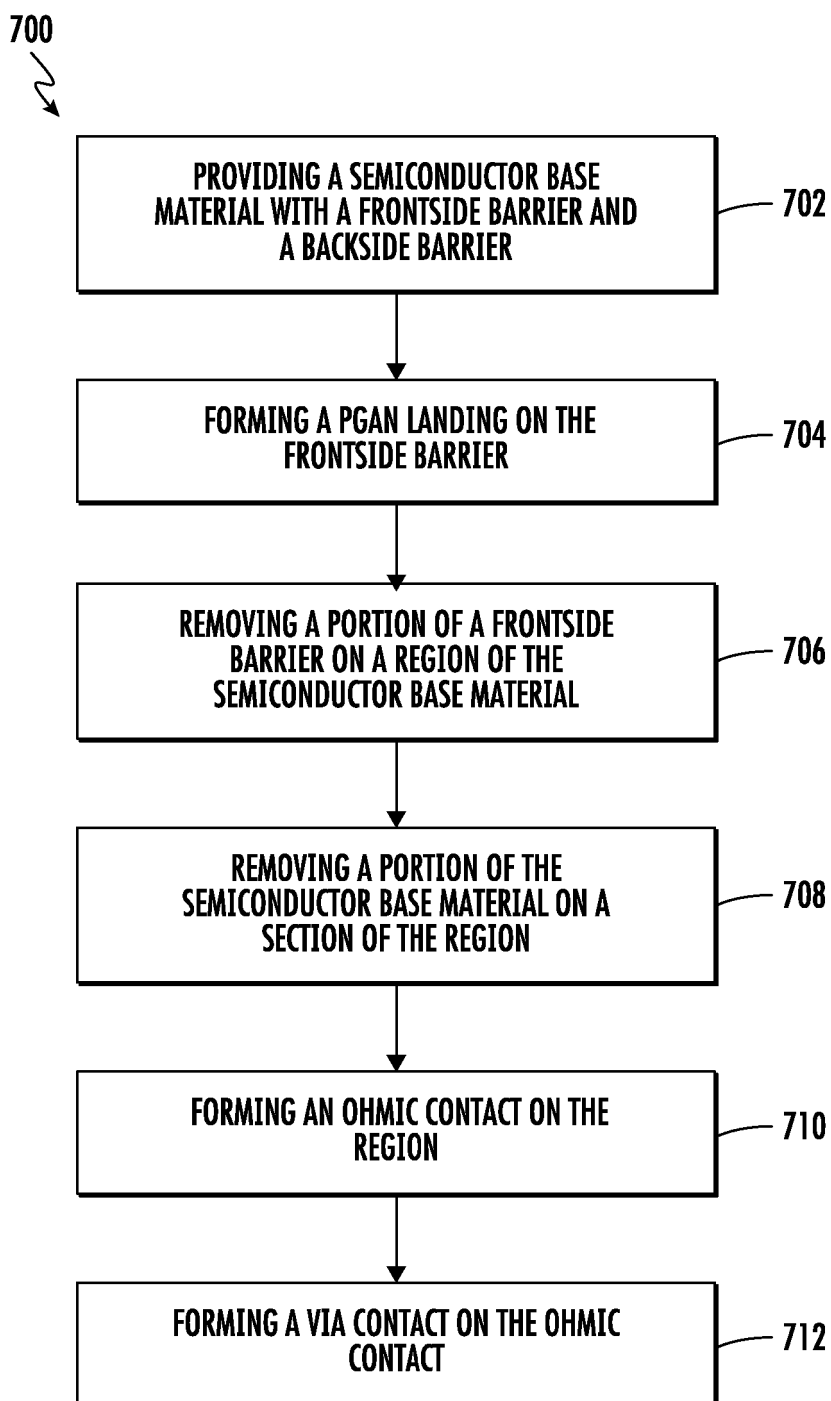 700
PROVIDING A SEMICONDUCTOR BASE
MATERIAL WITH A FRONTSIDE BARRIER AND
A BACKSIDE BARRIER
702
FORMING A PGAN LANDING ON THE
FRONTSIDE BARRIER
704
REMOVING A PORTION OF A FRONTSIDE
BARRIER ON A REGION OF THE
SEMICONDUCTOR BASE MATERIAL
706
REMOVING A PORTION OF THE
SEMICONDUCTOR BASE MATERIAL ON A
SECTION OF THE REGION
708
FORMING AN OHMIC CONTACT ON THE
REGION
710
FORMING A VIA CONTACT ON THE OHMIC
CONTACT
712